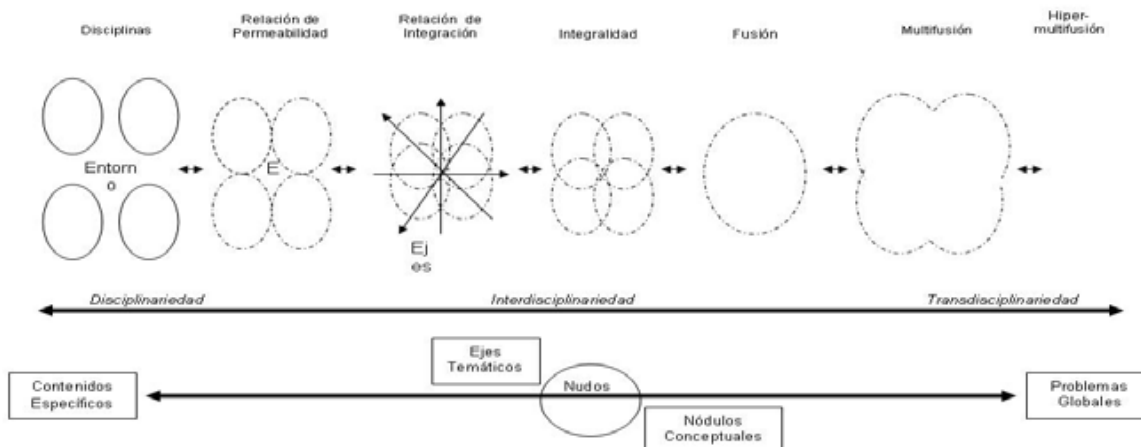 Disciplinas
Relación de
Permeabilidad
Relación de
Integración
Integralidad
Fusión
Multifusión
Hiper-
multifusión
Entorn
o
E
Ej
es
Disciplinariedad
Interdisciplinariedad
Transdisciplinariedad
Ejes
Temáticos
Contenidos
Específicos
Nudos
Nódulos
Conceptuales
Problemas
Globales